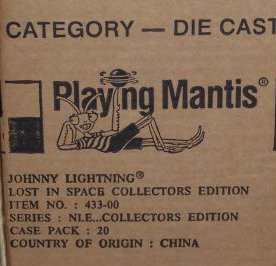 CATEGORY — DIE CAST
Playing Mantis®
JOHNNY LIGHTNING®
LOST IN SPACE COLLECTORS EDITION
ITEM NO. : 433-00
SERIES : NLE...COLLECTORS EDITION
CASE PACK : 20
COUNTRY OF ORIGIN : CHINA